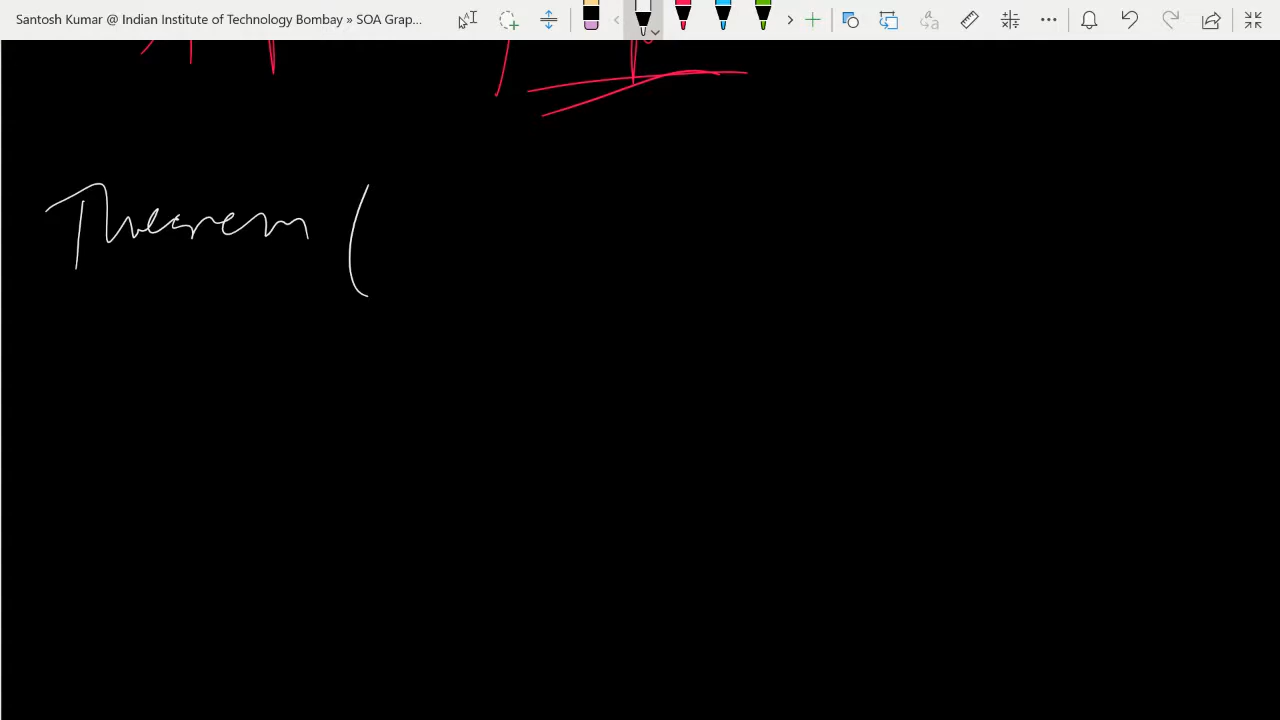 Santosh Kumar @ Indian Institute of Technology Bombay » SOA Grap...
Theorem (